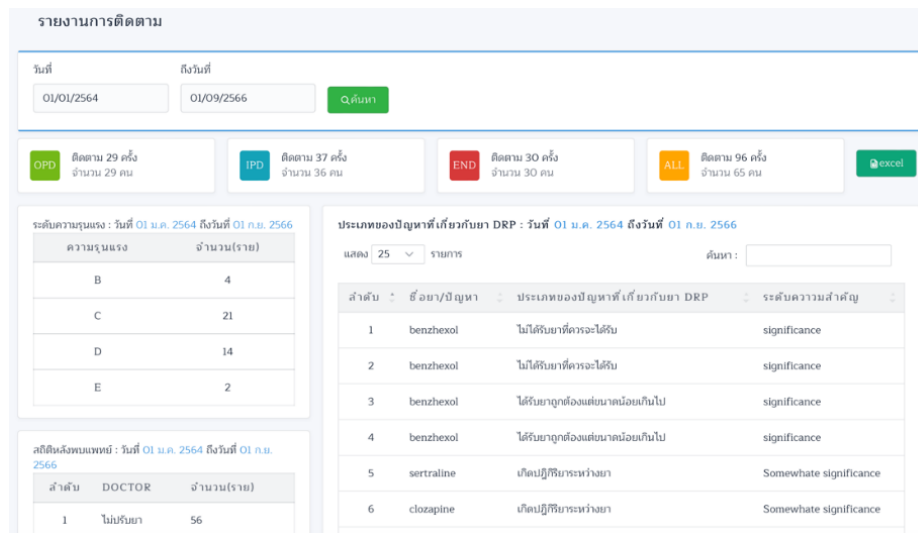 รายงานการติดตาม
วันที่ ถึงวันที่
01/01/2564 01/09/2566 ค้นหา
OPD ติดตาม 29 ครั้ง จำนวน 29 คน
IPD ติดตาม 37 ครั้ง จำนวน 36 คน
END ติดตาม 30 ครั้ง จำนวน 30 คน
ALL ติดตาม 96 ครั้ง จำนวน 65 คน
excel
ระดับความรุนแรง : วันที่ 01 ม.ค. 2564 ถึงวันที่ 01 ก.ย. 2566
ความรุนแรง จำนวน(ราย)
B 4
C 21
D 14
E 2
สถิติหลังพบแพทย์ : วันที่ 01 ม.ค. 2564 ถึงวันที่ 01 ก.ย.
2566
ลำดับ DOCTOR จำนวน(ราย)
1 ไม่ปรับยา 56
ประเภทของปัญหาที่เกี่ยวกับยา DRP : วันที่ 01 ม.ค. 2564 ถึงวันที่ 01 ก.ย. 2566
แสดง 25 รายการ ค้นหา :
ลำดับ ชื่อยา/ปัญหา ประเภทของปัญหาที่เกี่ยวกับยา DRP ระดับควาวมสำคัญ
1 benzhexol ไม่ได้รับยาที่ควรจะได้รับ significance
2 benzhexol ไม่ได้รับยาที่ควรจะได้รับ significance
3 benzhexol ได้รับยาถูกต้องแต่ขนาดน้อยเกินไป significance
4 benzhexol ได้รับยาถูกต้องแต่ขนาดน้อยเกินไป significance
5 sertraline เกิดปฏิกิริยาระหว่างยา Somewhate significance
6 clozapine เกิดปฏิกิริยาระหว่างยา Somewhate significance